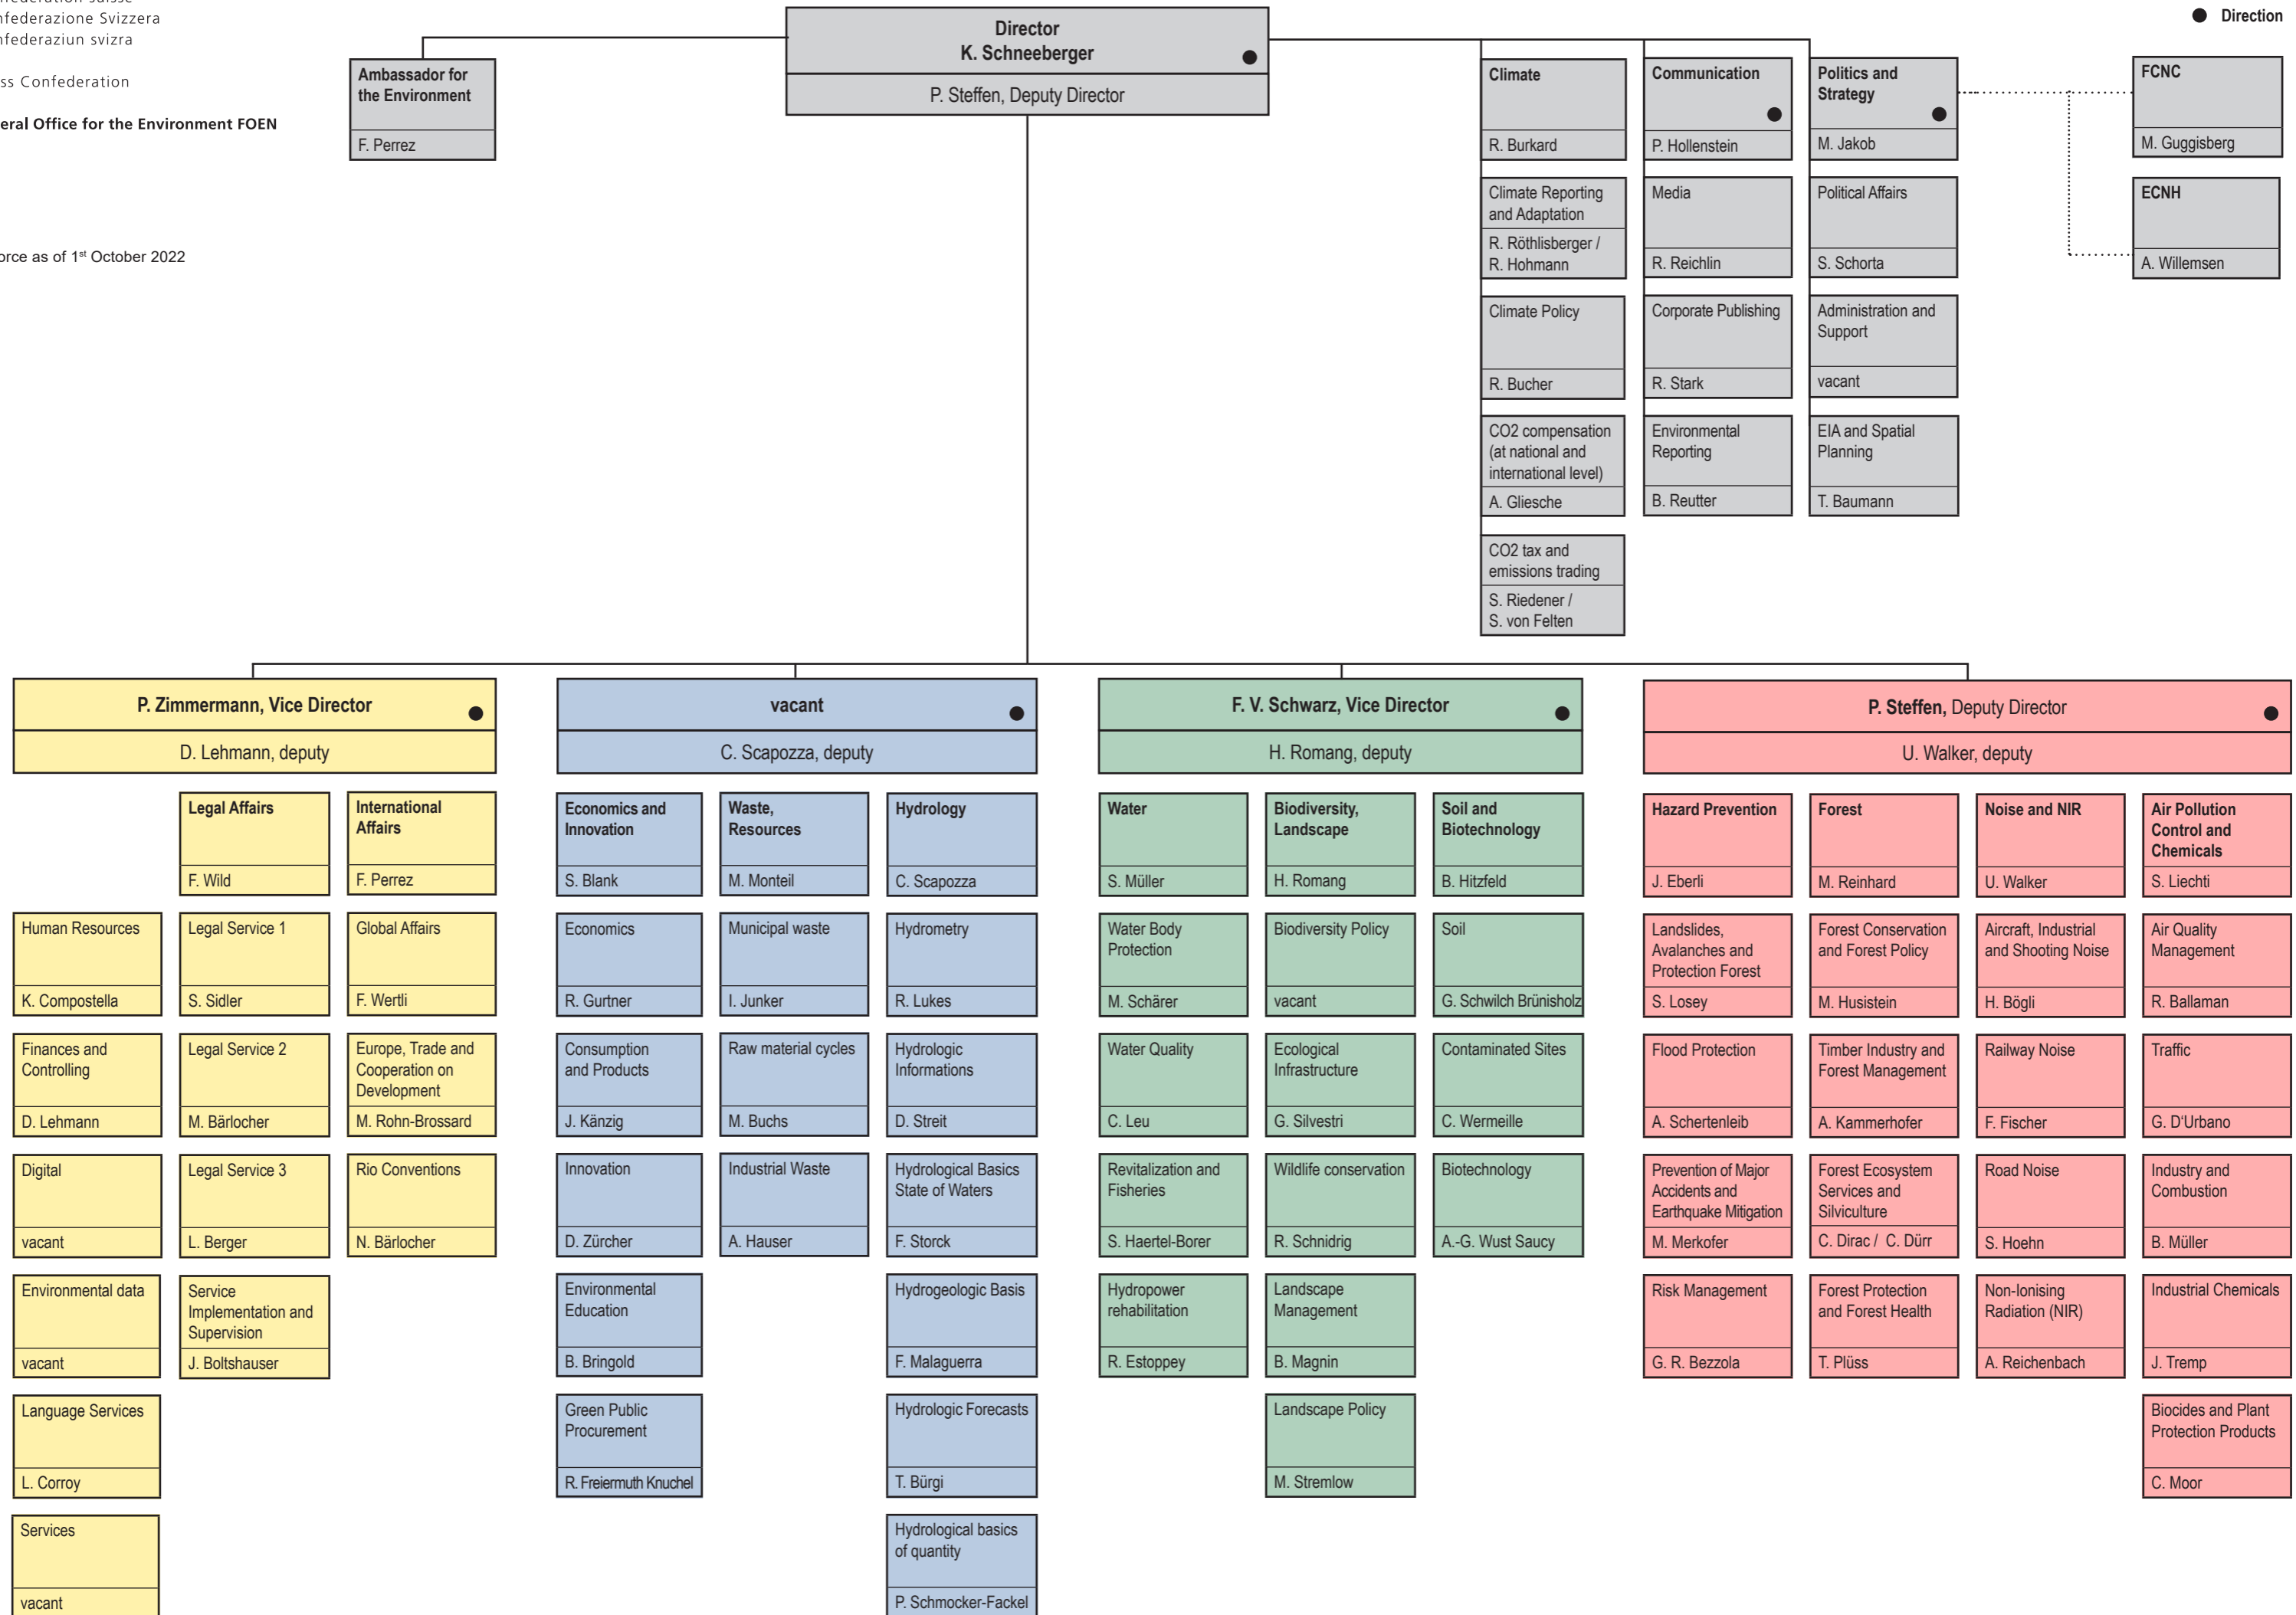 nfederazione Svizzera
nfederaziun svizra
ss Confederation
eral Office for the Environment FOEN
orce as of 1st October 2022
Director
K. Schneeberger
P. Steffen, Deputy Director
Direction
Ambassador for
the Environment
F. Perrez
Climate
R. Burkard
Climate Reporting
and Adaptation
R. Röthlisberger /
R. Hohmann
Climate Policy
R. Bucher
CO2 compensation
(at national and
international level)
A. Gliesche
CO2 tax and
emissions trading
S. Riedener /
S. von Felten
Communication
P. Hollenstein
Media
R. Reichlin
Corporate Publishing
R. Stark
Environmental
Reporting
B. Reutter
Politics and
Strategy
M. Jakob
Political Affairs
S. Schorta
Administration and
Support
vacant
EIA and Spatial
Planning
T. Baumann
FCNC
M. Guggisberg
ECNH
A. Willemsen
P. Zimmermann, Vice Director
D. Lehmann, deputy
Human Resources
K. Compostella
Finances and
Controlling
D. Lehmann
Digital
vacant
Environmental data
vacant
Language Services
L. Corroy
Services
vacant
Legal Affairs
F. Wild
Legal Service 1
S. Sidler
Legal Service 2
M. Bärlocher
Legal Service 3
L. Berger
Service
Implementation and
Supervision
J. Boltshauser
International
Affairs
F. Perrez
Global Affairs
F. Wertli
Europe, Trade and
Cooperation on
Development
M. Rohn-Brossard
Rio Conventions
N. Bärlocher
vacant
C. Scapozza, deputy
Economics and
Innovation
S. Blank
Economics
R. Gurtner
Consumption
and Products
J. Känzig
Innovation
D. Zürcher
Environmental
Education
B. Bringold
Green Public
Procurement
R. Freiermuth Knuchel
Waste,
Resources
M. Monteil
Municipal waste
I. Junker
Raw material cycles
M. Buchs
Industrial Waste
A. Hauser
Hydrology
C. Scapozza
Hydrometry
R. Lukes
Hydrologic
Informations
D. Streit
Hydrological Basics
State of Waters
F. Storck
Hydrogeologic Basis
F. Malaguerra
Hydrologic Forecasts
T. Bürgi
Hydrological basics
of quantity
P. Schmocker-Fackel
F. V. Schwarz, Vice Director
H. Romang, deputy
Water
S. Müller
Water Body
Protection
M. Schärer
Water Quality
C. Leu
Revitalization and
Fisheries
S. Haertel-Borer
Hydropower
rehabilitation
R. Estoppey
Biodiversity,
Landscape
H. Romang
Biodiversity Policy
vacant
Ecological
Infrastructure
G. Silvestri
Wildlife conservation
R. Schnidrig
Landscape
Management
B. Magnin
Landscape Policy
M. Stremlow
Soil and
Biotechnology
B. Hitzfeld
Soil
G. Schwilch Brünisholz
Contaminated Sites
C. Wermeille
Biotechnology
A.-G. Wust Saucy
P. Steffen, Deputy Director
U. Walker, deputy
Hazard Prevention
J. Eberli
Landslides,
Avalanches and
Protection Forest
S. Losey
Flood Protection
A. Schertenleib
Prevention of Major
Accidents and
Earthquake Mitigation
M. Merkofer
Risk Management
G. R. Bezzola
Forest
M. Reinhard
Forest Conservation
and Forest Policy
M. Husistein
Timber Industry and
Forest Management
A. Kammerhofer
Forest Ecosystem
Services and
Silviculture
C. Dirac / C. Dürr
Forest Protection
and Forest Health
T. Plüss
Noise and NIR
U. Walker
Aircraft, Industrial
and Shooting Noise
H. Bögli
Railway Noise
F. Fischer
Road Noise
S. Hoehn
Non-Ionising
Radiation (NIR)
A. Reichenbach
Air Pollution
Control and
Chemicals
S. Liechti
Air Quality
Management
R. Ballaman
Traffic
G. D‘Urbano
Industry and
Combustion
B. Müller
Industrial Chemicals
J. Tremp
Biocides and Plant
Protection Products
C. Moor